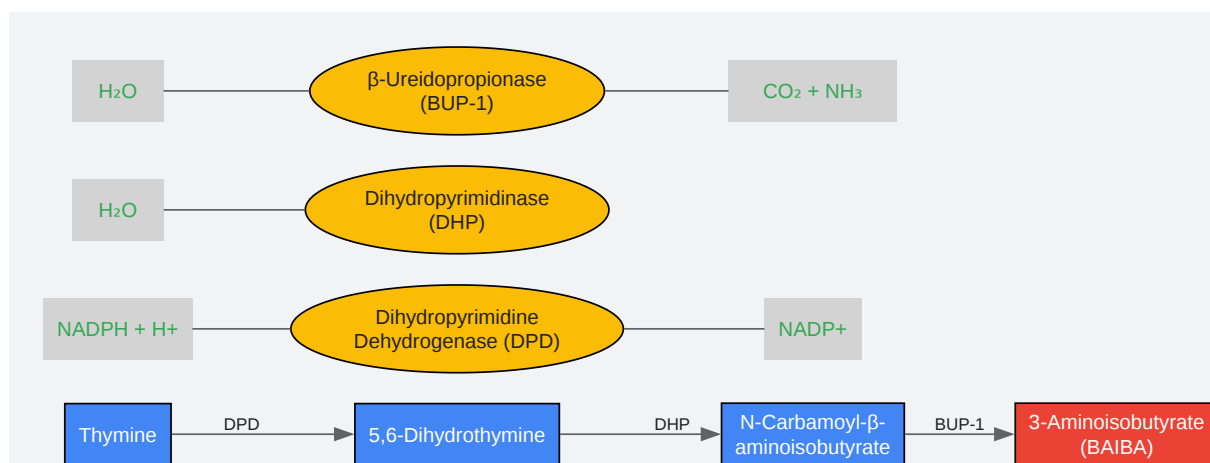 H₂O
β-Ureidopropionase
(BUP-1)
CO₂ + NH₃
H₂O
Dihydropyrimidinase
(DHP)
NADPH + H+
Dihydropyrimidine
Dehydrogenase (DPD)
NADP+
Thymine
DPD
5,6-Dihydrothymine
DHP
N-Carbamoyl-β-
aminoisobutyrate
BUP-1
3-Aminoisobutyrate
(BAIBA)